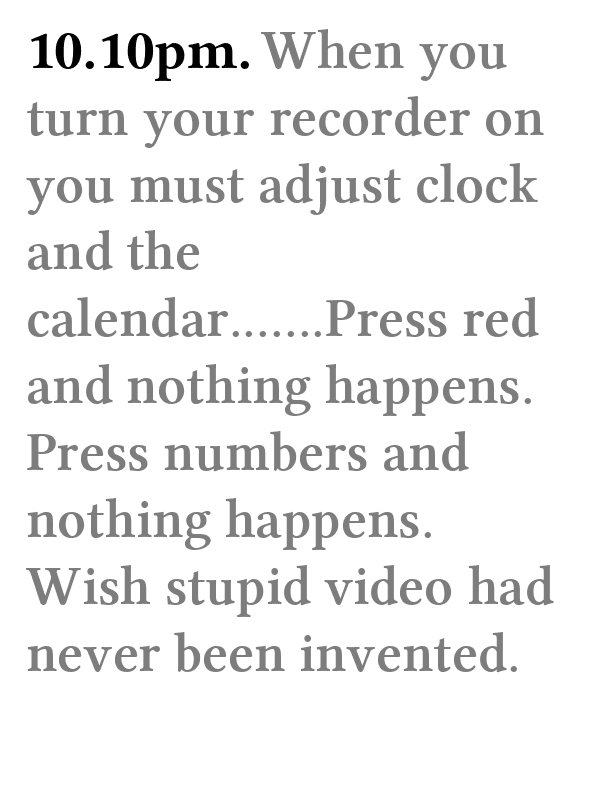 10.10pm. When you
turn your recorder on
you must adjust clock
and the
calendar.......Press red
and nothing happens.
Press numbers and
nothing happens.
Wish stupid video had
never been invented.